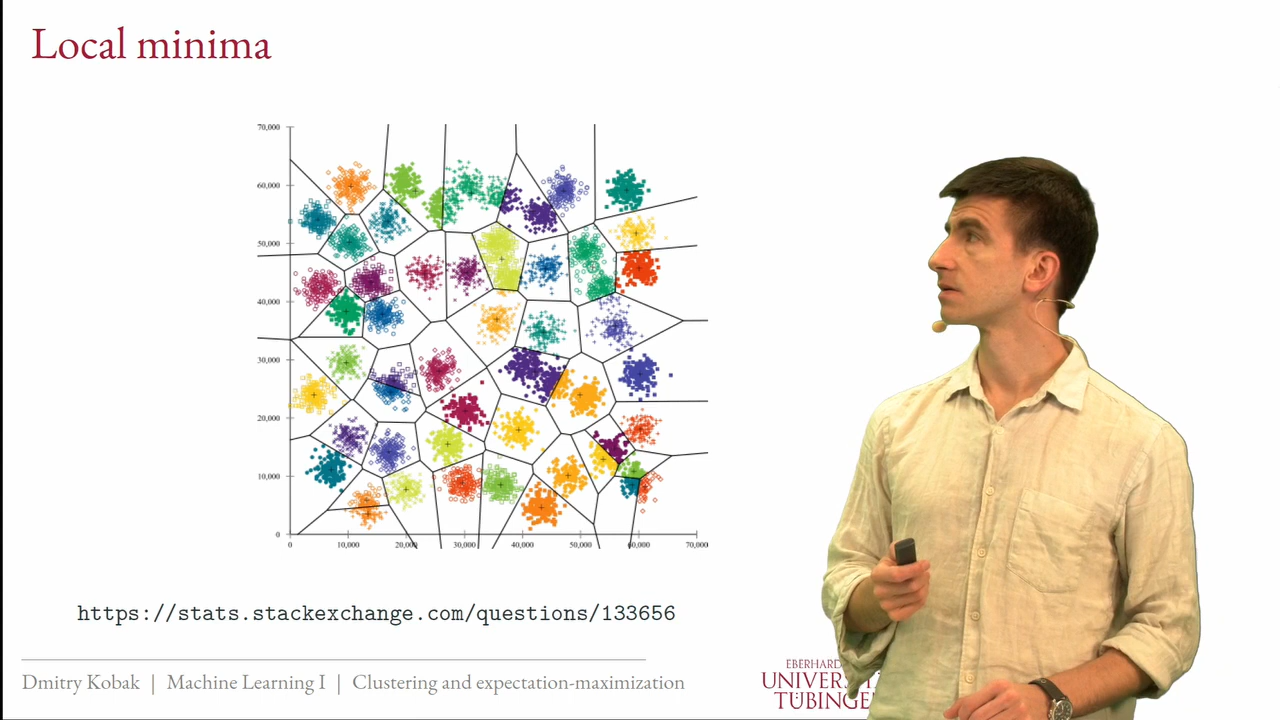 Local minima
70,000
60,000
50,000
40,000
30,000
20,000
10,000
0
0 10,000 20,000 30,000 40,000 50,000 60,000 70,000
https://stats.stackexchange.com/questions/133656
Dmitry Kobak | Machine Learning I | Clustering and expectation-maximization
EBERHARD
UNIVERSIT
TÜBINGE